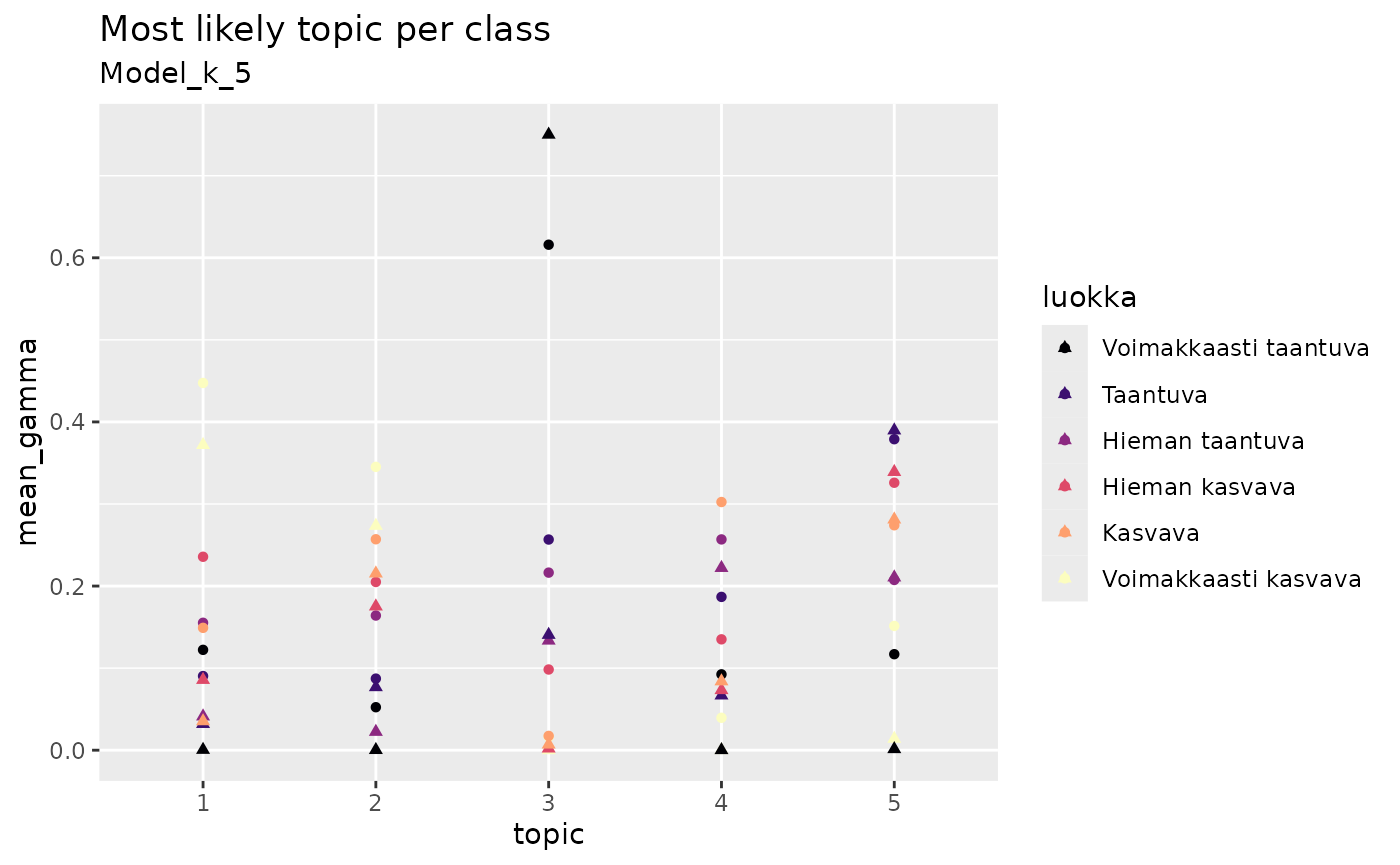 Most likely topic per class
Model_k_5
mean_gamma
0.6
0.4
0.2
0.0
1 2 3 4 5
topic
luokka
Voimakkaasti taantuva
Taantuva
Hieman taantuva
Hieman kasvava
Kasvava
Voimakkaasti kasvava